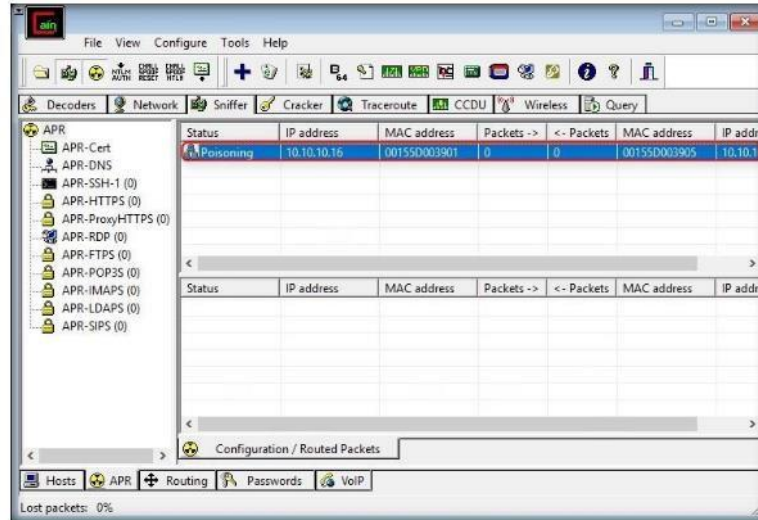 ain
File View Configure Tools Help
Decoders Network Sniffer Cracker Traceroute CCDU Wireless Query
APR
APR-Cert
APR-DNS
APR-SSH-1 (0)
APR-HTTPS (0)
APR-ProxyHTTPS (0)
APR-RDP (0)
APR-FTPS (0)
APR-POP3S (0)
APR-IMAPS (0)
APR-LDAPS (0)
APR-SIPS (0)
Status IP address MAC address Packets -> <- Packets MAC address IP addr
Poisoning 10.10.10.16 00155D003901 0 0 00155D003905 10.10.1
Status IP address MAC address Packets -> <- Packets MAC address IP addr
Configuration / Routed Packets
Hosts APR Routing Passwords VoIP
Lost packets: 0%